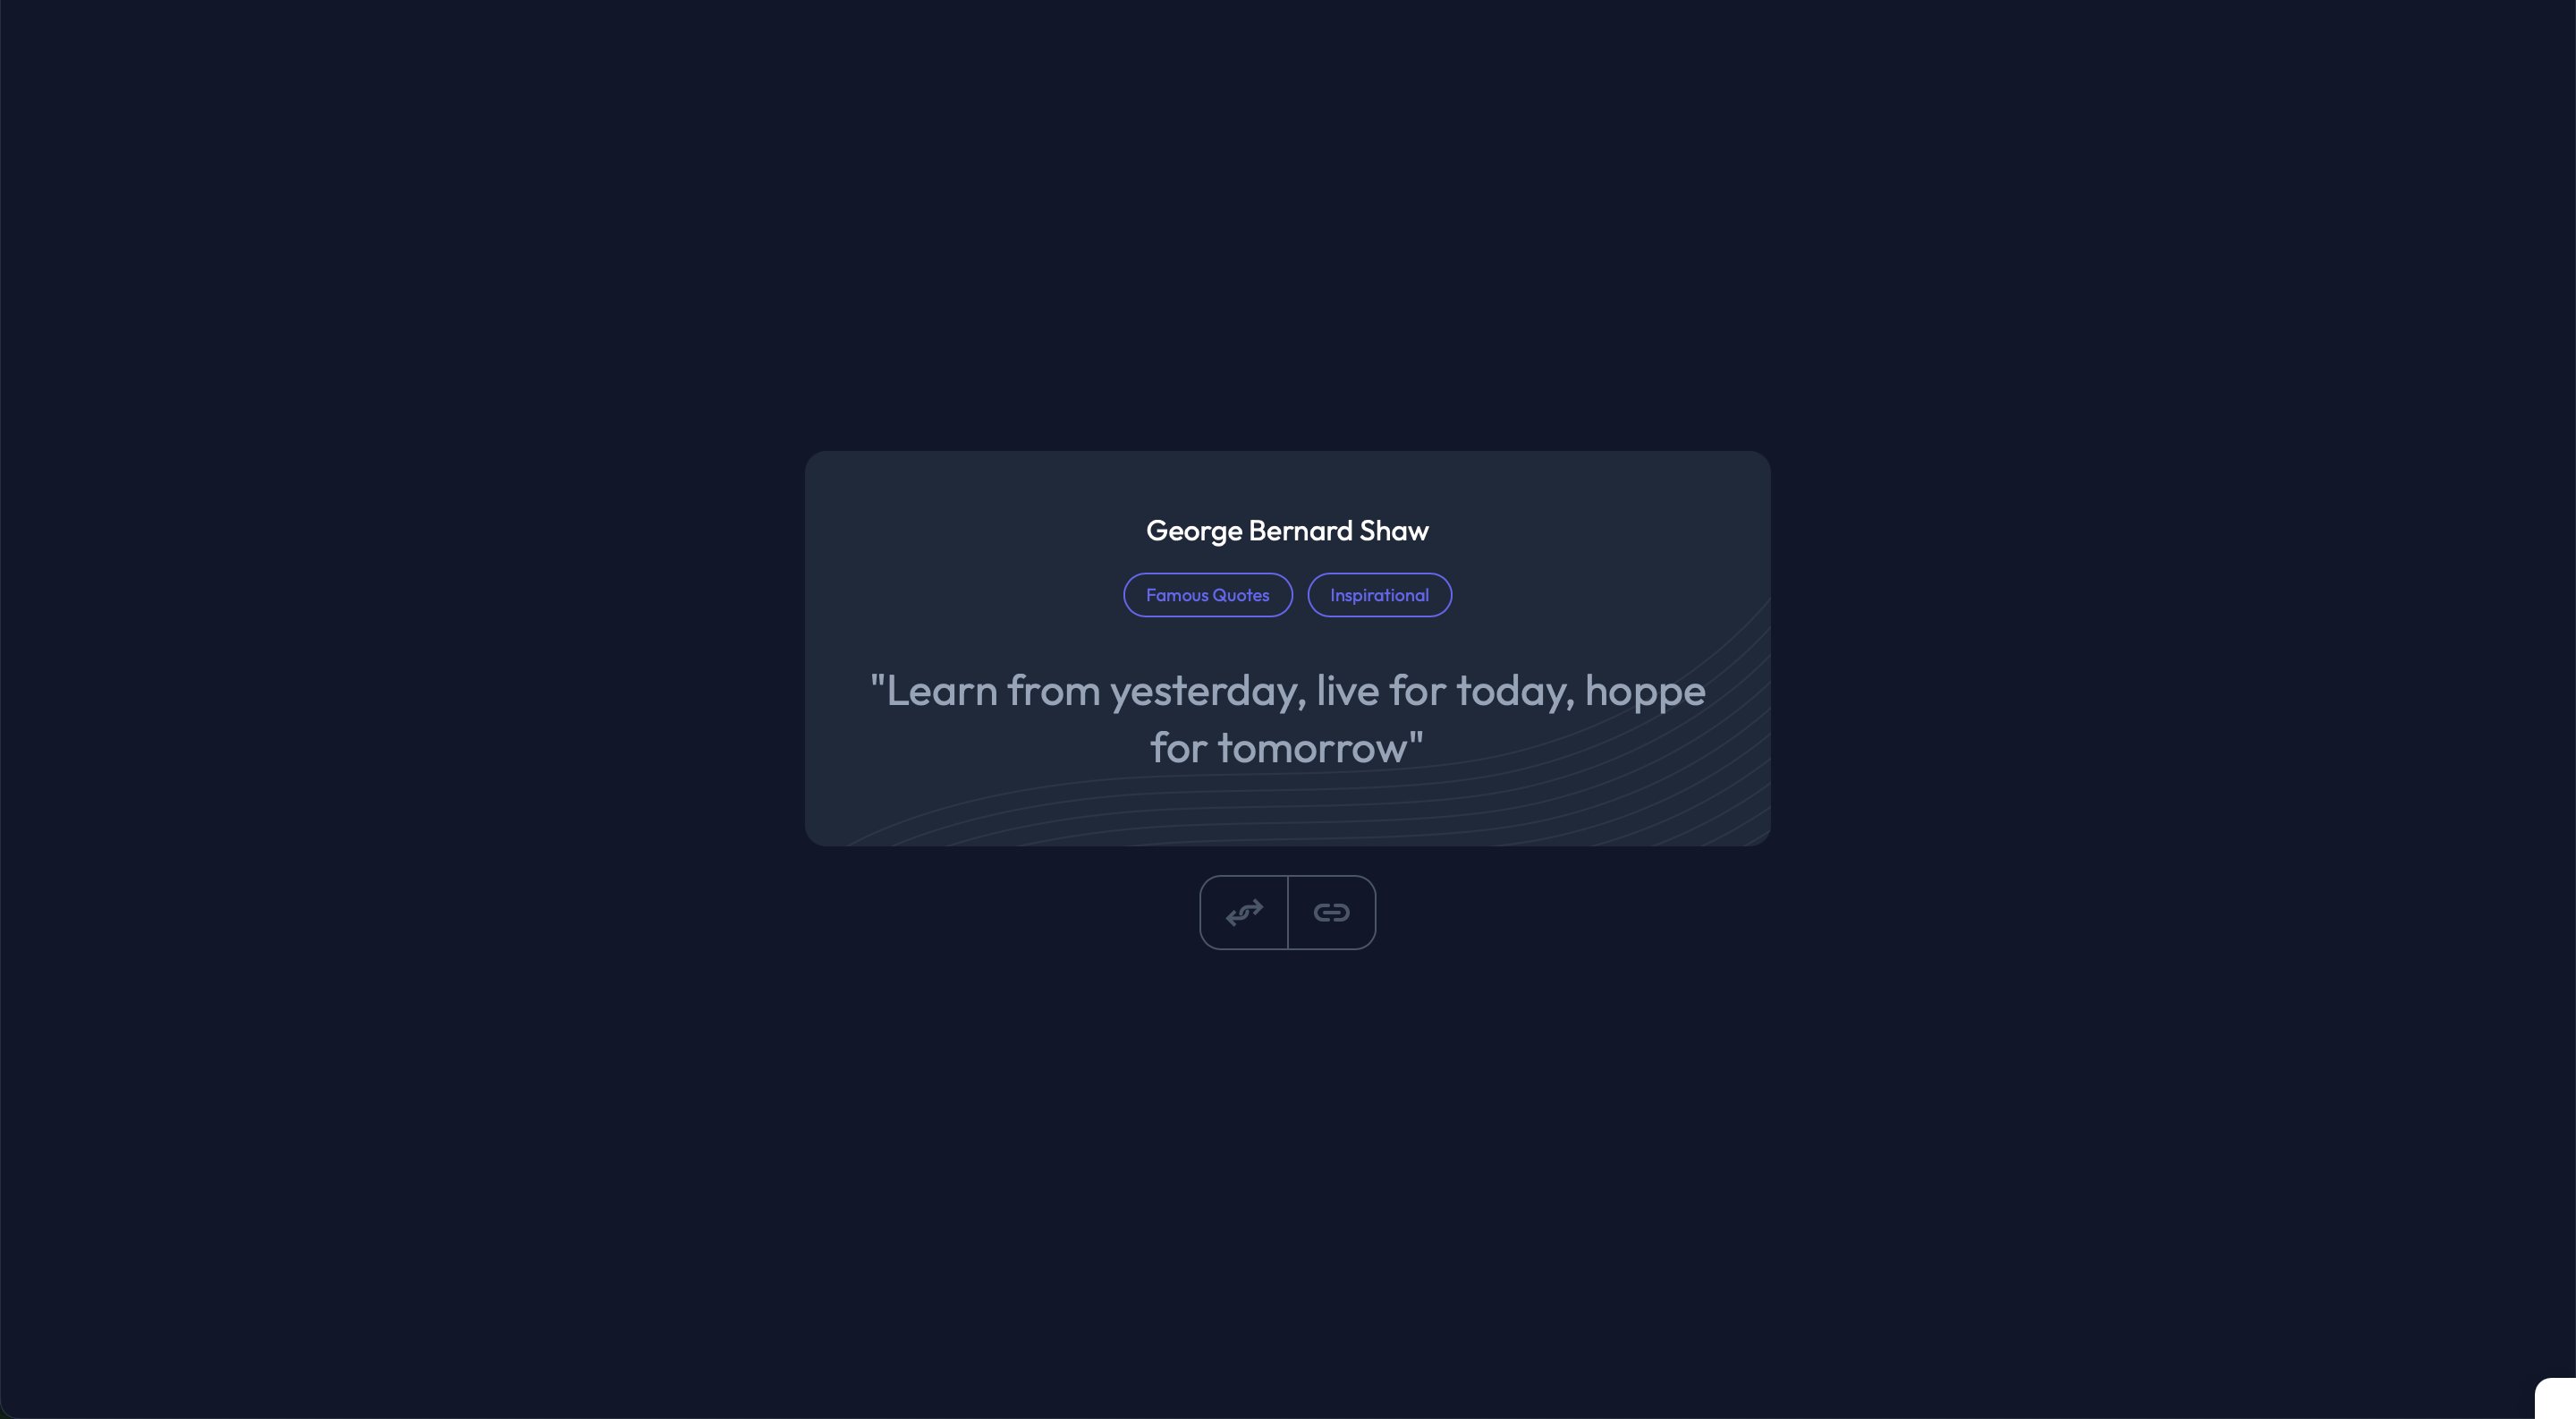 George Bernard Shaw
Famous Quotes
Inspirational
"Learn from yesterday, live for today, hoppe
for tomorrow"